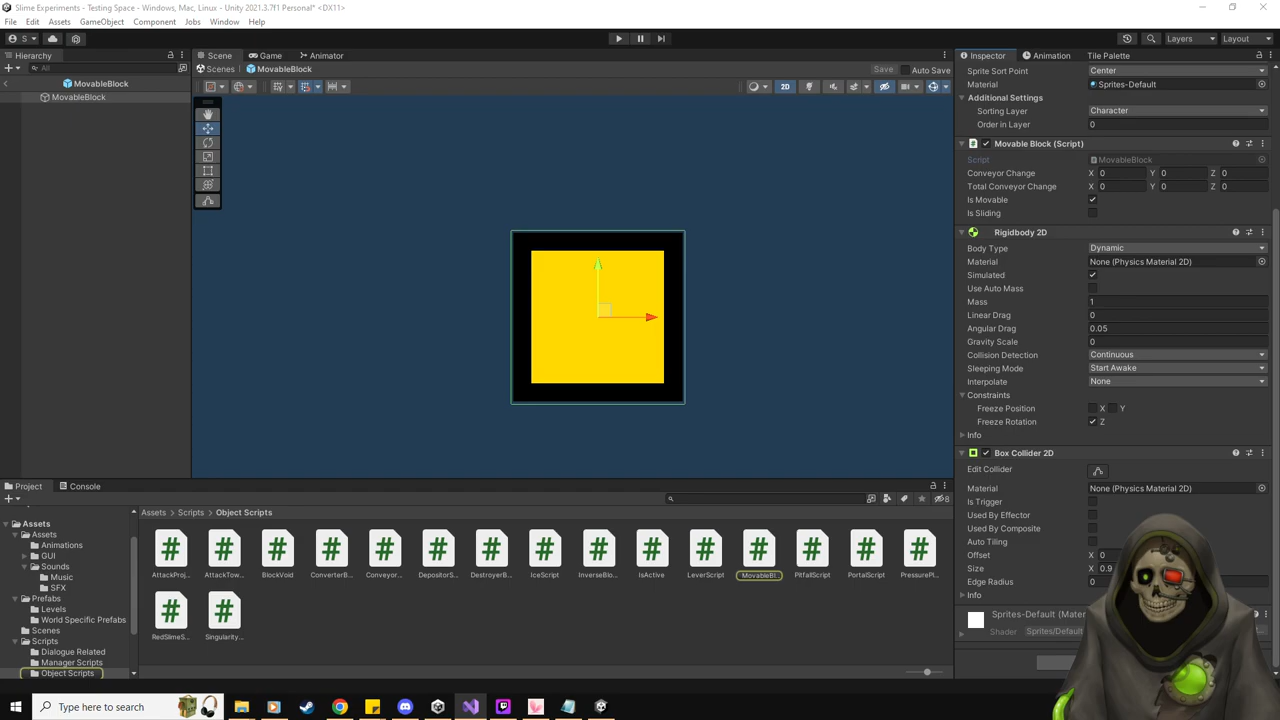 Slime Experiments - Testing Space - Windows, Mac, Linux - Unity 2021.3.7f1 Personal* <DX11>
File Edit Assets GameObject Component Jobs Window Help
S Layers Layout
Hierarchy Scene Game Animator Inspector Animation Tile Palette
All Scenes MovableBlock Save Auto Save
MovableBlock
MovableBlock
2D
Sprite Sort Point Center
Material Sprites-Default
Additional Settings
Sorting Layer Character
Order in Layer 0
Movable Block (Script)
Script MovableBlock
Conveyor Change X 0 Y 0 Z 0
Total Conveyor Change X 0 Y 0 Z 0
Is Movable
Is Sliding
Rigidbody 2D
Body Type Dynamic
Material None (Physics Material 2D)
Simulated
Use Auto Mass
Mass 1
Linear Drag 0
Angular Drag 0.05
Gravity Scale 0
Collision Detection Continuous
Sleeping Mode Start Awake
Interpolate None
Constraints
Freeze Position X Y
Freeze Rotation Z
Info
Box Collider 2D
Edit Collider
Material None (Physics Material 2D)
Is Trigger
Used By Effector
Used By Composite
Auto Tiling
Offset X 0
Size X 0.9
Edge Radius 0
Info
Sprites-Default (Mater
Shader Sprites/Default
Project Console
8
Assets
Assets
Animations
GUI
Sounds
Music
SFX
Prefabs
Levels
World Specific Prefabs
Scenes
Scripts
Dialogue Related
Manager Scripts
Object Scripts
Assets Scripts Object Scripts
AttackProj... AttackTow... BlockVoid ConverterB... Conveyor... DepositorS... DestroyerB... IceScript InverseBlo... IsActive LeverScript MovableBl... PitfallScript PortalScript PressurePl...
RedSlimeS... Singularity...
Type here to search